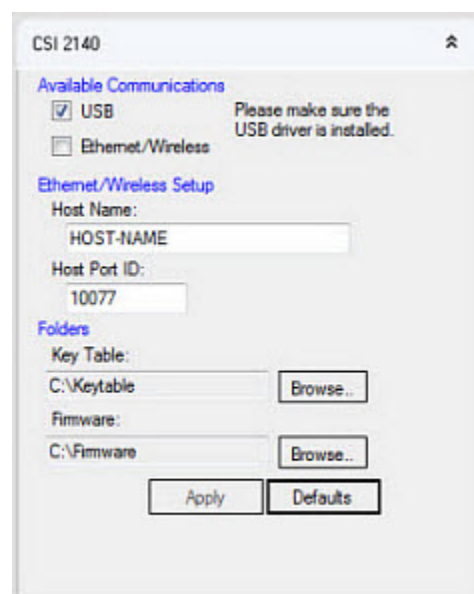 CSI 2140
Available Communications
USB
Please make sure the
USB driver is installed.
Ethernet/Wireless
Ethernet/Wireless Setup
Host Name:
HOST-NAME
Host Port ID:
10077
Folders
Key Table:
C:\Keytable
Browse..
Firmware:
C:\Firmware
Browse..
Apply
Defaults